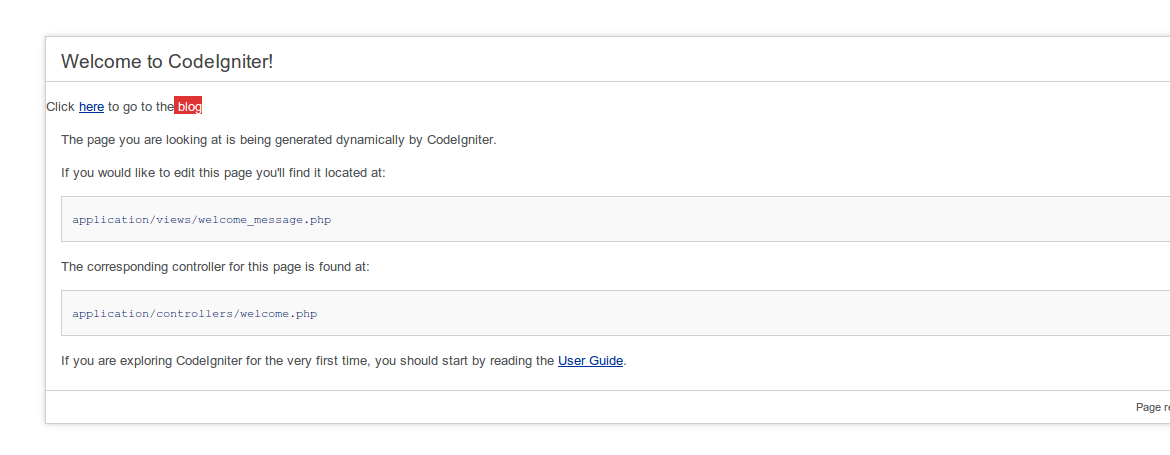 Welcome to CodeIgniter!
Click here to go to the blog
The page you are looking at is being generated dynamically by CodeIgniter.
If you would like to edit this page you'll find it located at:
application/views/welcome_message.php
The corresponding controller for this page is found at:
application/controllers/welcome.php
If you are exploring CodeIgniter for the very first time, you should start by reading the User Guide.
Page re